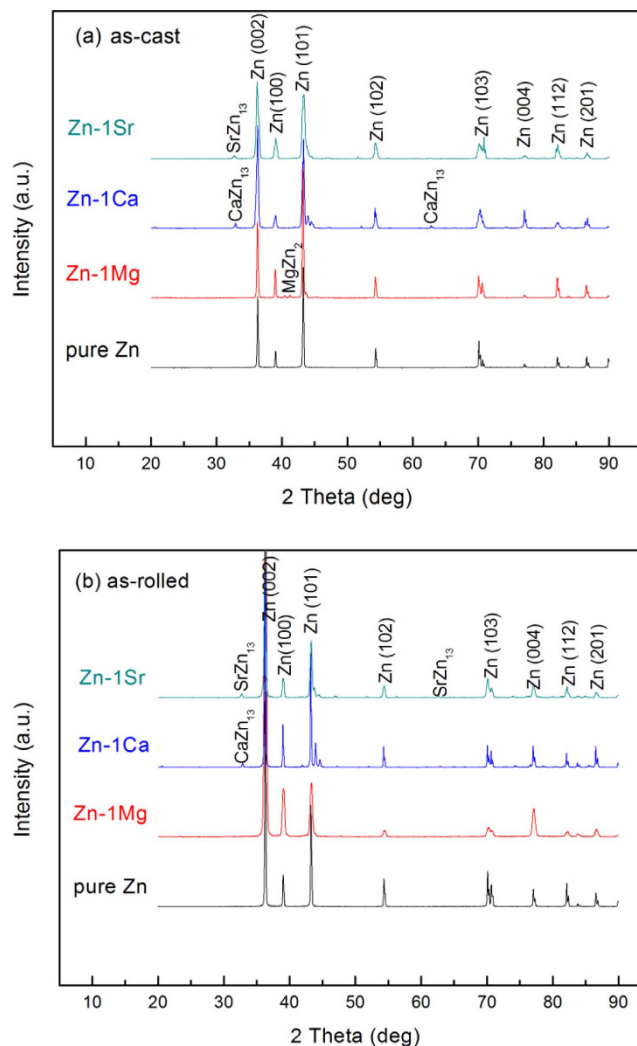 (a) as-cast
Zn (002)
Zn(100)
Zn (101)
Zn (102)
Zn (103)
Zn (004)
Zn (112)
Zn (201)
Zn-1Sr
SrZn₁₃
Zn-1Ca
CaZn₁₃
CaZn₁₃
Zn-1Mg
MgZn₂
pure Zn
Intensity (a.u.)
10 20 30 40 50 60 70 80 90
2 Theta (deg)
(b) as-rolled
Zn (002)
Zn(100)
Zn (101)
Zn (102)
Zn (103)
Zn (004)
Zn (112)
Zn (201)
Zn-1Sr
SrZn₁₃
SrZn₁₃
Zn-1Ca
CaZn₁₃
Zn-1Mg
pure Zn
Intensity (a.u.)
10 20 30 40 50 60 70 80 90
2 Theta (deg)